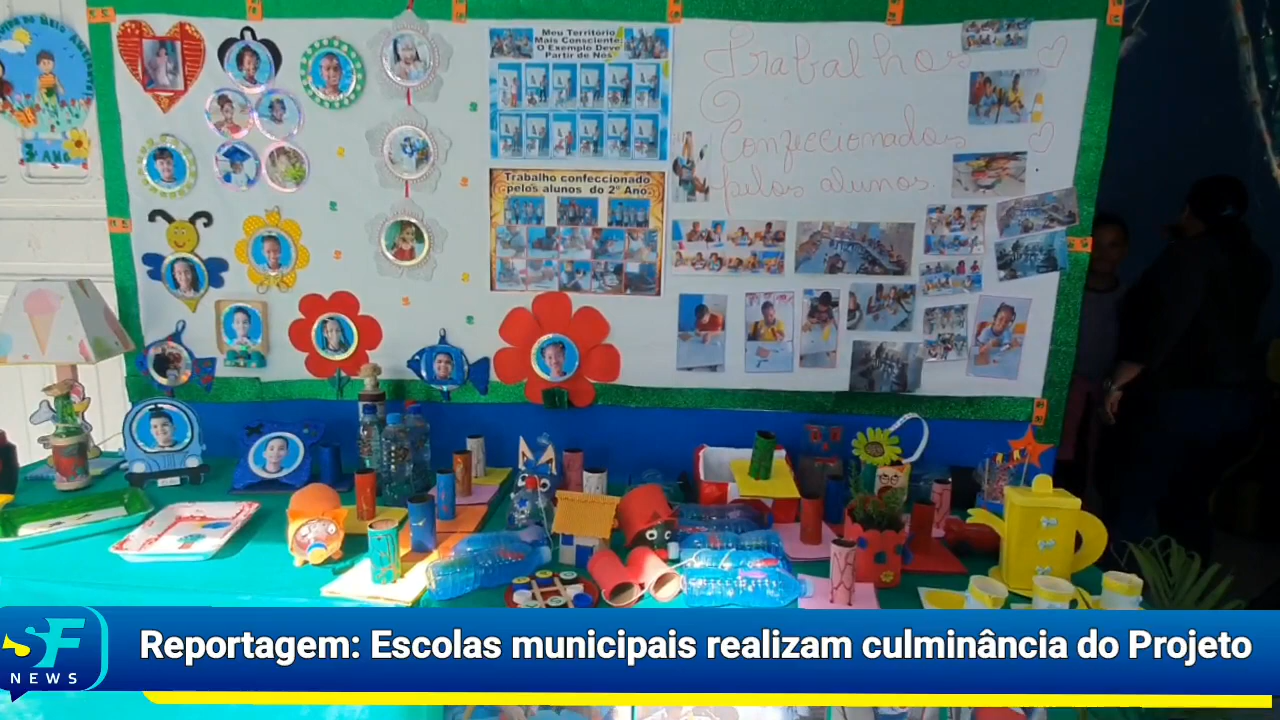 3º ANO
Meu Território
Mais Consciente:
O Exemplo Deve
Partir de Nós
Trabalho confeccionado
pelos alunos do 2º Ano.
Trabalhos
Confeccionados
pelos alunos.
SF
NEWS
Reportagem: Escolas municipais realizam culminância do Projeto